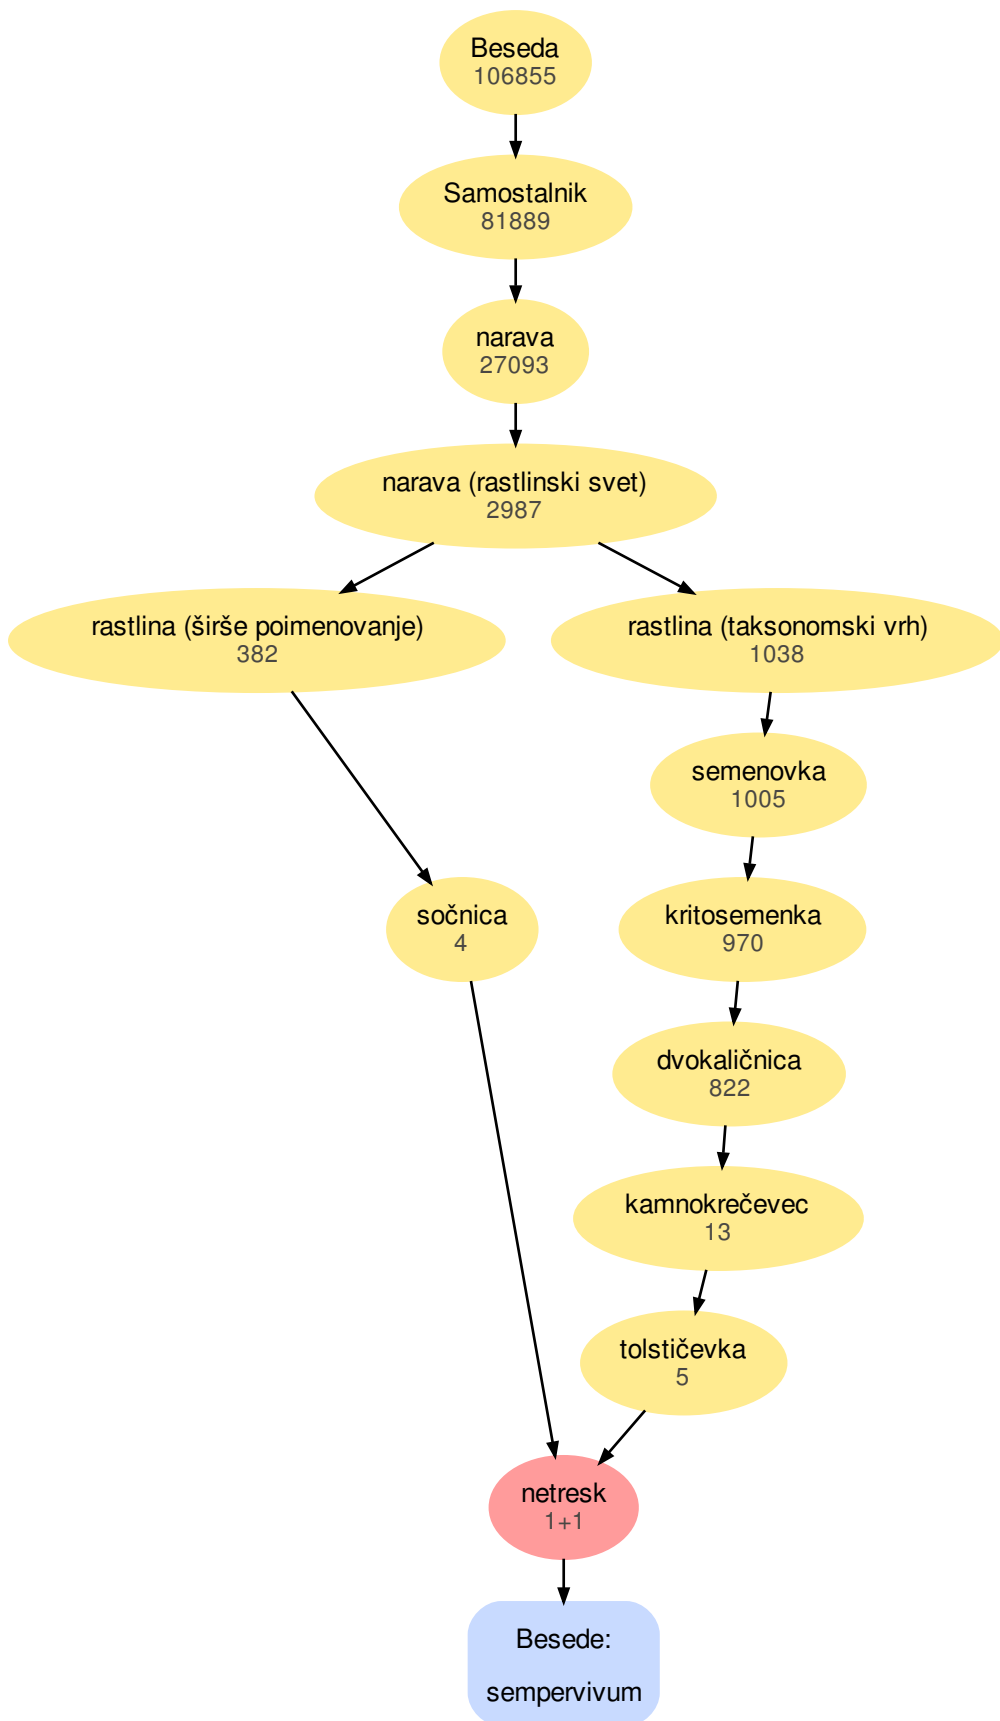 Beseda
106855
Samostalnik
81889
narava
27093
narava (rastlinski svet)
2987
rastlina (širše poimenovanje)
382
rastlina (taksonomski vrh)
1038
semenovka
1005
sočnica
4
kritosemenka
970
dvokaličnica
822
kamnokrečevec
13
tolstičevka
5
netresk
1+1
Besede:
sempervivum